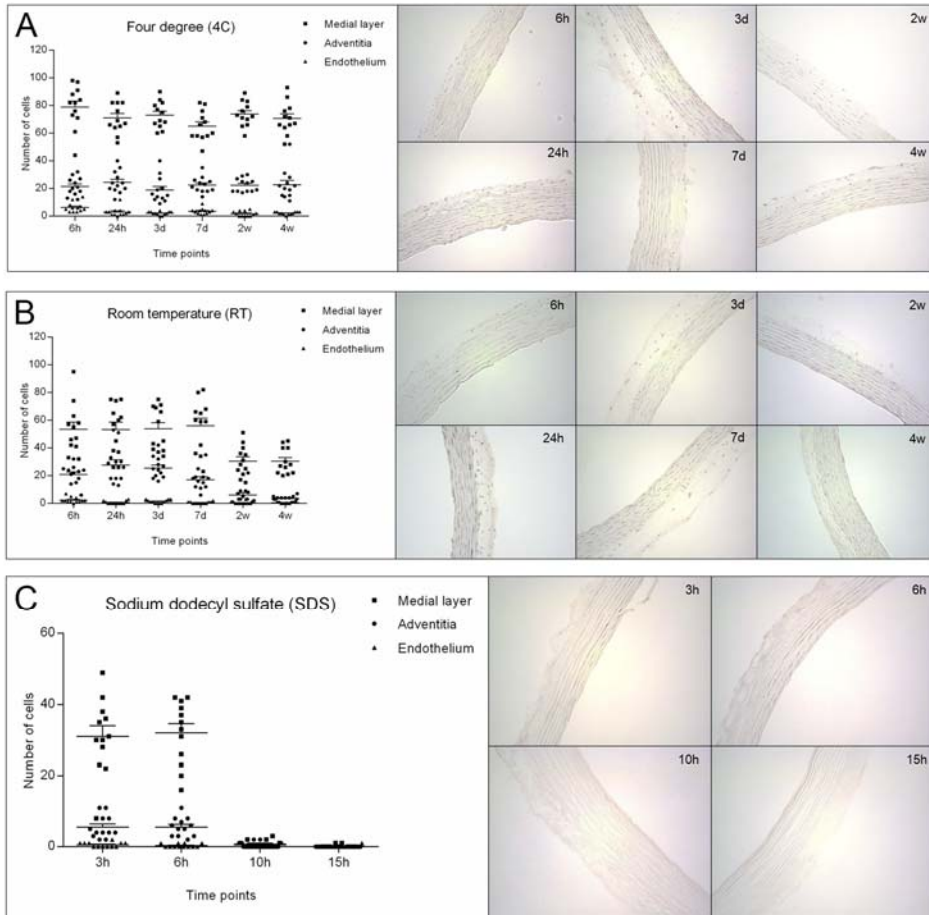 A
Four degree (4C)
Medial layer
Adventitia
Endothelium
Number of cells
120
100
80
60
40
20
0
6h 24h 3d 7d 2w 4w
Time points
6h 3d 2w
24h 7d 4w
B
Room temperature (RT)
Medial layer
Adventitia
Endothelium
Number of cells
120
100
80
60
40
20
0
6h 24h 3d 7d 2w 4w
Time points
6h 3d 2w
24h 7d 4w
C
Sodium dodecyl sulfate (SDS)
Medial layer
Adventitia
Endothelium
Number of cells
60
40
20
0
3h 6h 10h 15h
Time points
3h 6h
10h 15h